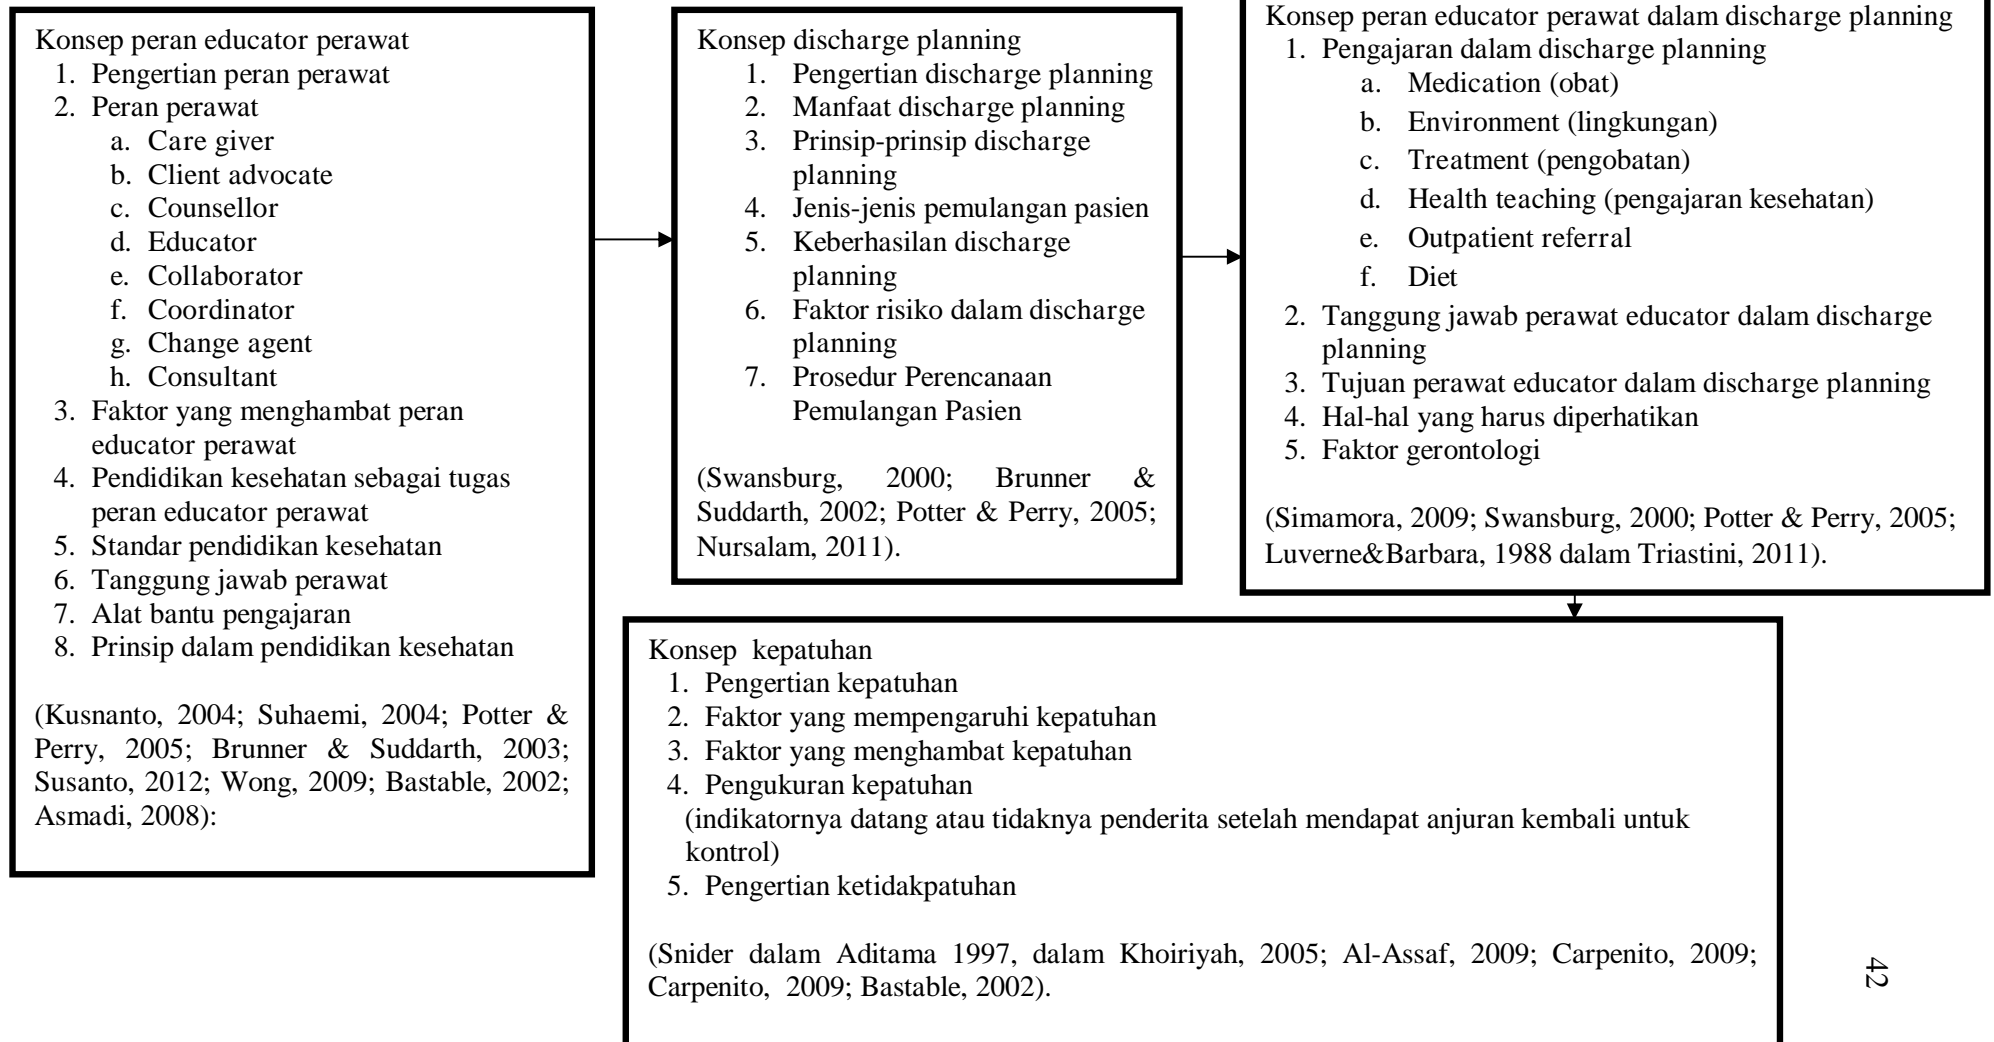 Konsep peran educator perawat
1. Pengertian peran perawat
2. Peran perawat
a. Care giver
b. Client advocate
c. Counsellor
d. Educator
e. Collaborator
f. Coordinator
g. Change agent
h. Consultant
3. Faktor yang menghambat peran
educator perawat
4. Pendidikan kesehatan sebagai tugas
peran educator perawat
5. Standar pendidikan kesehatan
6. Tanggung jawab perawat
7. Alat bantu pengajaran
8. Prinsip dalam pendidikan kesehatan
(Kusnanto, 2004; Suhaemi, 2004; Potter &
Perry, 2005; Brunner & Suddarth, 2003;
Susanto, 2012; Wong, 2009; Bastable, 2002;
Asmadi, 2008):
Konsep discharge planning
1. Pengertian discharge planning
2. Manfaat discharge planning
3. Prinsip-prinsip discharge
planning
4. Jenis-jenis pemulangan pasien
5. Keberhasilan discharge
planning
6. Faktor risiko dalam discharge
planning
7. Prosedur Perencanaan
Pemulangan Pasien
(Swansburg, 2000; Brunner &
Suddarth, 2002; Potter & Perry, 2005;
Nursalam, 2011).
Konsep peran educator perawat dalam discharge planning
1. Pengajaran dalam discharge planning
a. Medication (obat)
b. Environment (lingkungan)
c. Treatment (pengobatan)
d. Health teaching (pengajaran kesehatan)
e. Outpatient referral
f. Diet
2. Tanggung jawab perawat educator dalam discharge
planning
3. Tujuan perawat educator dalam discharge planning
4. Hal-hal yang harus diperhatikan
5. Faktor gerontologi
(Simamora, 2009; Swansburg, 2000; Potter & Perry, 2005;
Luverne&Barbara, 1988 dalam Triastini, 2011).
Konsep kepatuhan
1. Pengertian kepatuhan
2. Faktor yang mempengaruhi kepatuhan
3. Faktor yang menghambat kepatuhan
4. Pengukuran kepatuhan
(indikatornya datang atau tidaknya penderita setelah mendapat anjuran kembali untuk
kontrol)
5. Pengertian ketidakpatuhan
(Snider dalam Aditama 1997, dalam Khoiriyah, 2005; Al-Assaf, 2009; Carpenito, 2009;
Carpenito, 2009; Bastable, 2002).
42